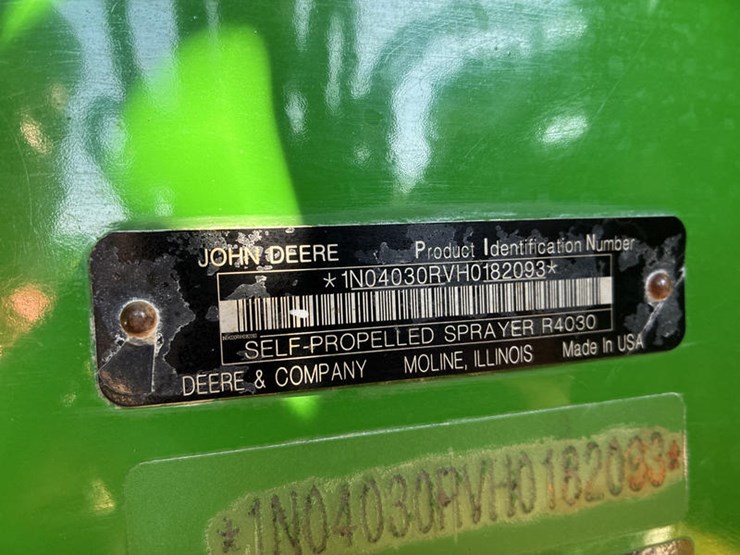 JOHN DEERE Product Identification Number
*1N04030RVH0182093*
SELF-PROPELLED SPRAYER R4030
DEERE & COMPANY MOLINE, ILLINOIS Made In USA
*1N04030RVH0182093*